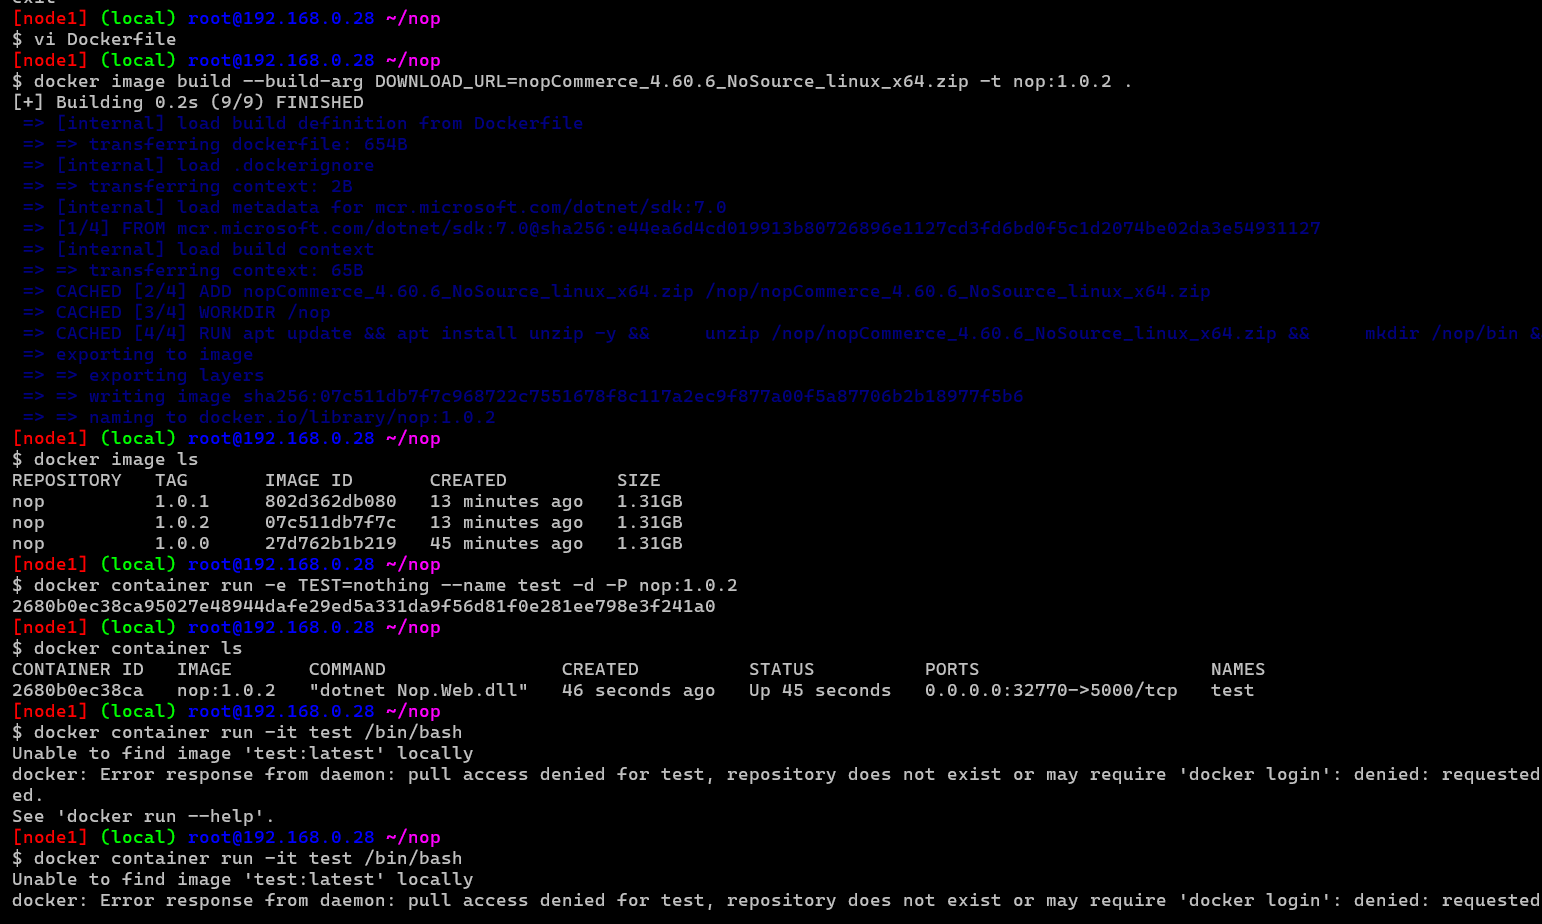 exit
[node1] (local) root@192.168.0.28 ~/nop
$ vi Dockerfile
[node1] (local) root@192.168.0.28 ~/nop
$ docker image build --build-arg DOWNLOAD_URL=nopCommerce_4.60.6_NoSource_linux_x64.zip -t nop:1.0.2 .
[+] Building 0.2s (9/9) FINISHED
=> [internal] load build definition from Dockerfile
=> => transferring dockerfile: 654B
=> [internal] load .dockerignore
=> => transferring context: 2B
=> [internal] load metadata for mcr.microsoft.com/dotnet/sdk:7.0
=> [1/4] FROM mcr.microsoft.com/dotnet/sdk:7.0@sha256:e44ea6d4cd019913b80726896e1127cd3fd6bd0f5c1d2074be02da3e54931127
=> [internal] load build context
=> => transferring context: 65B
=> CACHED [2/4] ADD nopCommerce_4.60.6_NoSource_linux_x64.zip /nop/nopCommerce_4.60.6_NoSource_linux_x64.zip
=> CACHED [3/4] WORKDIR /nop
=> CACHED [4/4] RUN apt update && apt install unzip -y &&     unzip /nop/nopCommerce_4.60.6_NoSource_linux_x64.zip &&     mkdir /nop/bin &
=> exporting to image
=> => exporting layers
=> => writing image sha256:07c511db7f7c968722c7551678f8c117a2ec9f877a00f5a87706b2b18977f5b6
=> => naming to docker.io/library/nop:1.0.2
[node1] (local) root@192.168.0.28 ~/nop
$ docker image ls
REPOSITORY   TAG       IMAGE ID       CREATED          SIZE
nop          1.0.1     802d362db080   13 minutes ago   1.31GB
nop          1.0.2     07c511db7f7c   13 minutes ago   1.31GB
nop          1.0.0     27d762b1b219   45 minutes ago   1.31GB
[node1] (local) root@192.168.0.28 ~/nop
$ docker container run -e TEST=nothing --name test -d -P nop:1.0.2
2680b0ec38ca95027e48944dafe29ed5a331da9f56d81f0e281ee798e3f241a0
[node1] (local) root@192.168.0.28 ~/nop
$ docker container ls
CONTAINER ID   IMAGE       COMMAND                CREATED          STATUS          PORTS                     NAMES
2680b0ec38ca   nop:1.0.2   "dotnet Nop.Web.dll"   46 seconds ago   Up 45 seconds   0.0.0.0:32770->5000/tcp   test
[node1] (local) root@192.168.0.28 ~/nop
$ docker container run -it test /bin/bash
Unable to find image 'test:latest' locally
docker: Error response from daemon: pull access denied for test, repository does not exist or may require 'docker login': denied: requested
ed.
See 'docker run --help'.
[node1] (local) root@192.168.0.28 ~/nop
$ docker container run -it test /bin/bash
Unable to find image 'test:latest' locally
docker: Error response from daemon: pull access denied for test, repository does not exist or may require 'docker login': denied: requested